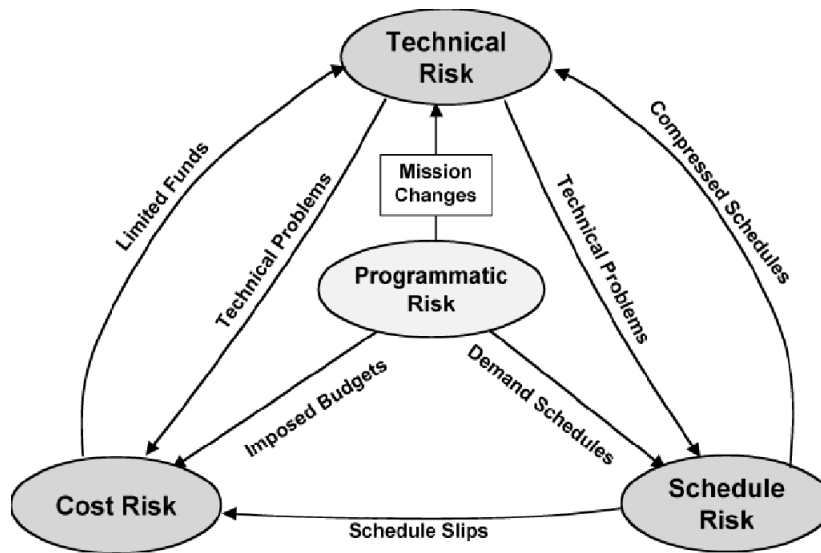 Technical
Risk
Limited Funds
Technical Problems
Mission
Changes
Technical Problems
Compressed Schedules
Programmatic
Risk
Imposed Budgets
Demand Schedules
Cost Risk
Schedule Slips
Schedule
Risk